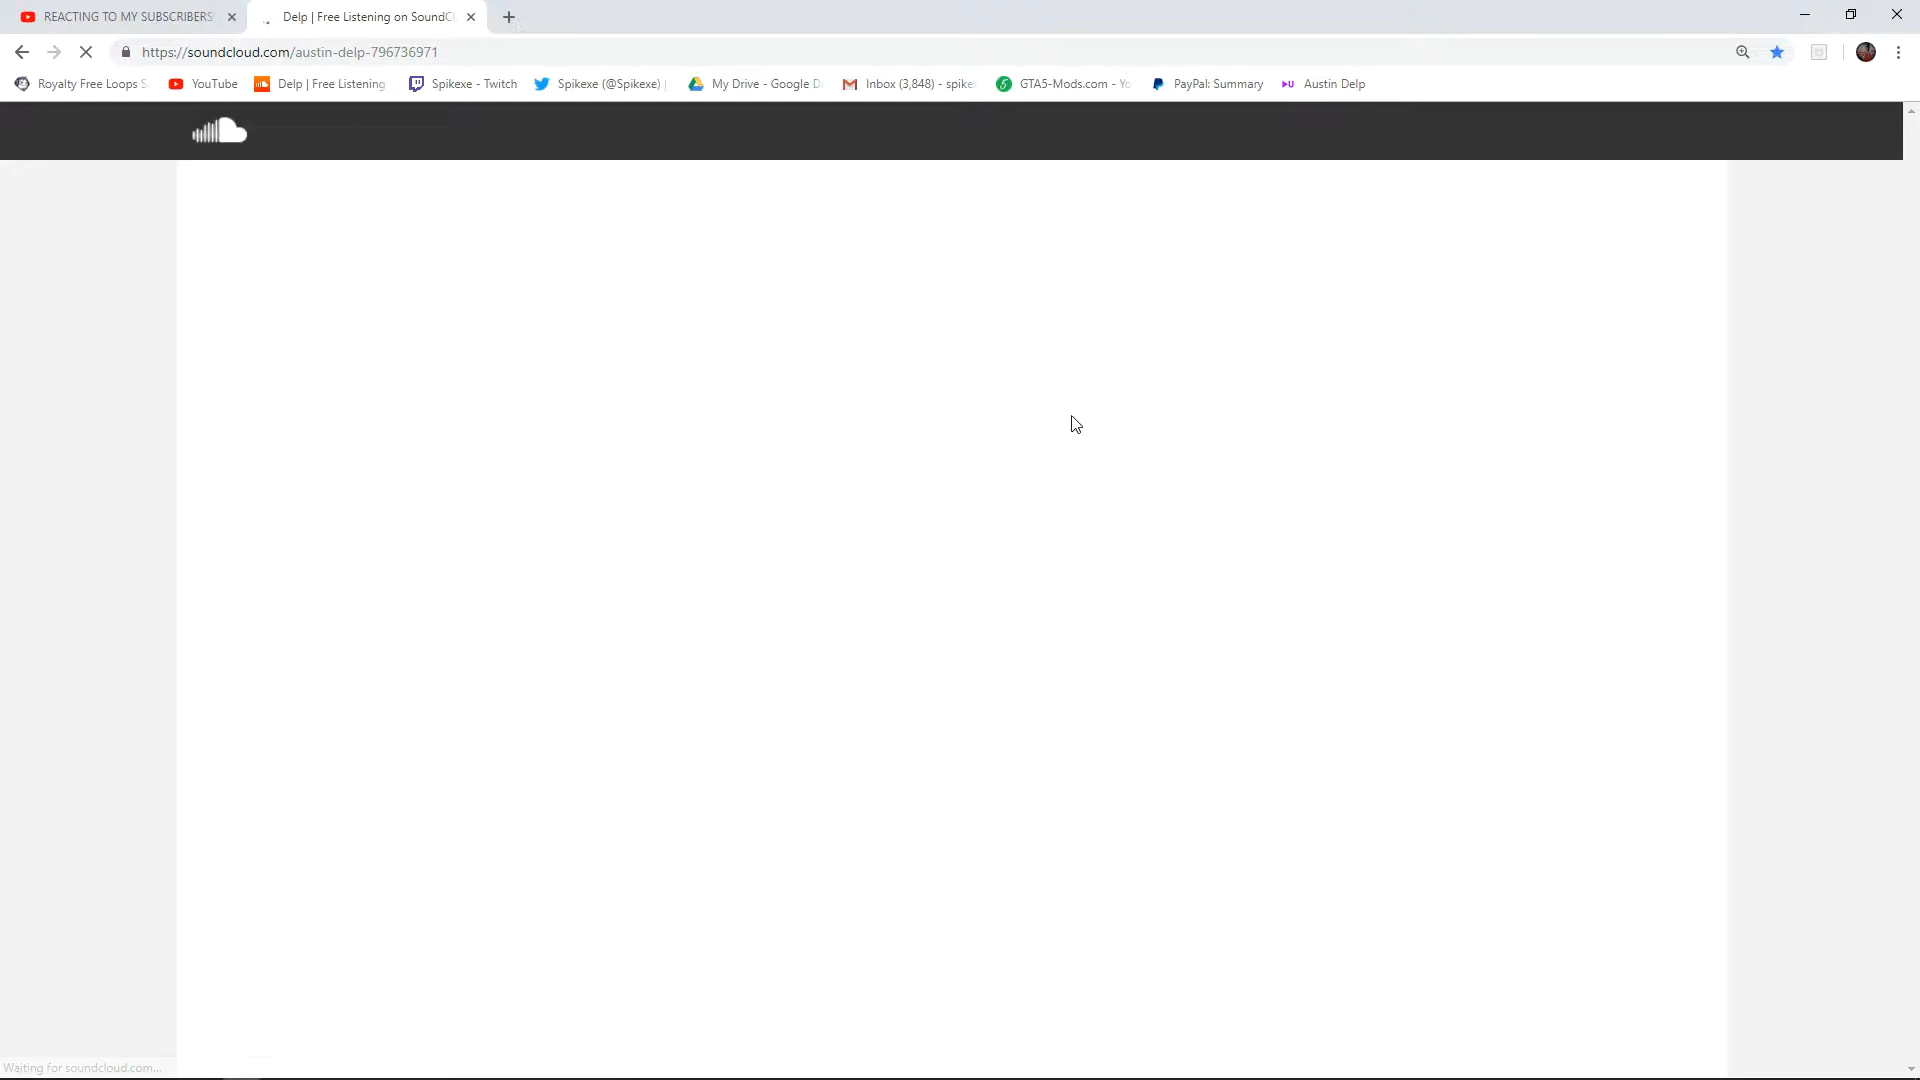 REACTING TO MY SUBSCRIBERS
Delp | Free Listening on SoundCl
https://soundcloud.com/austin-delp-796736971
Royalty Free Loops S
YouTube
Delp | Free Listening
Spikexe - Twitch
Spikexe (@Spikexe) |
My Drive - Google D
Inbox (3,848) - spike
GTA5-Mods.com - Yo
PayPal: Summary
Austin Delp
Waiting for soundcloud.com...